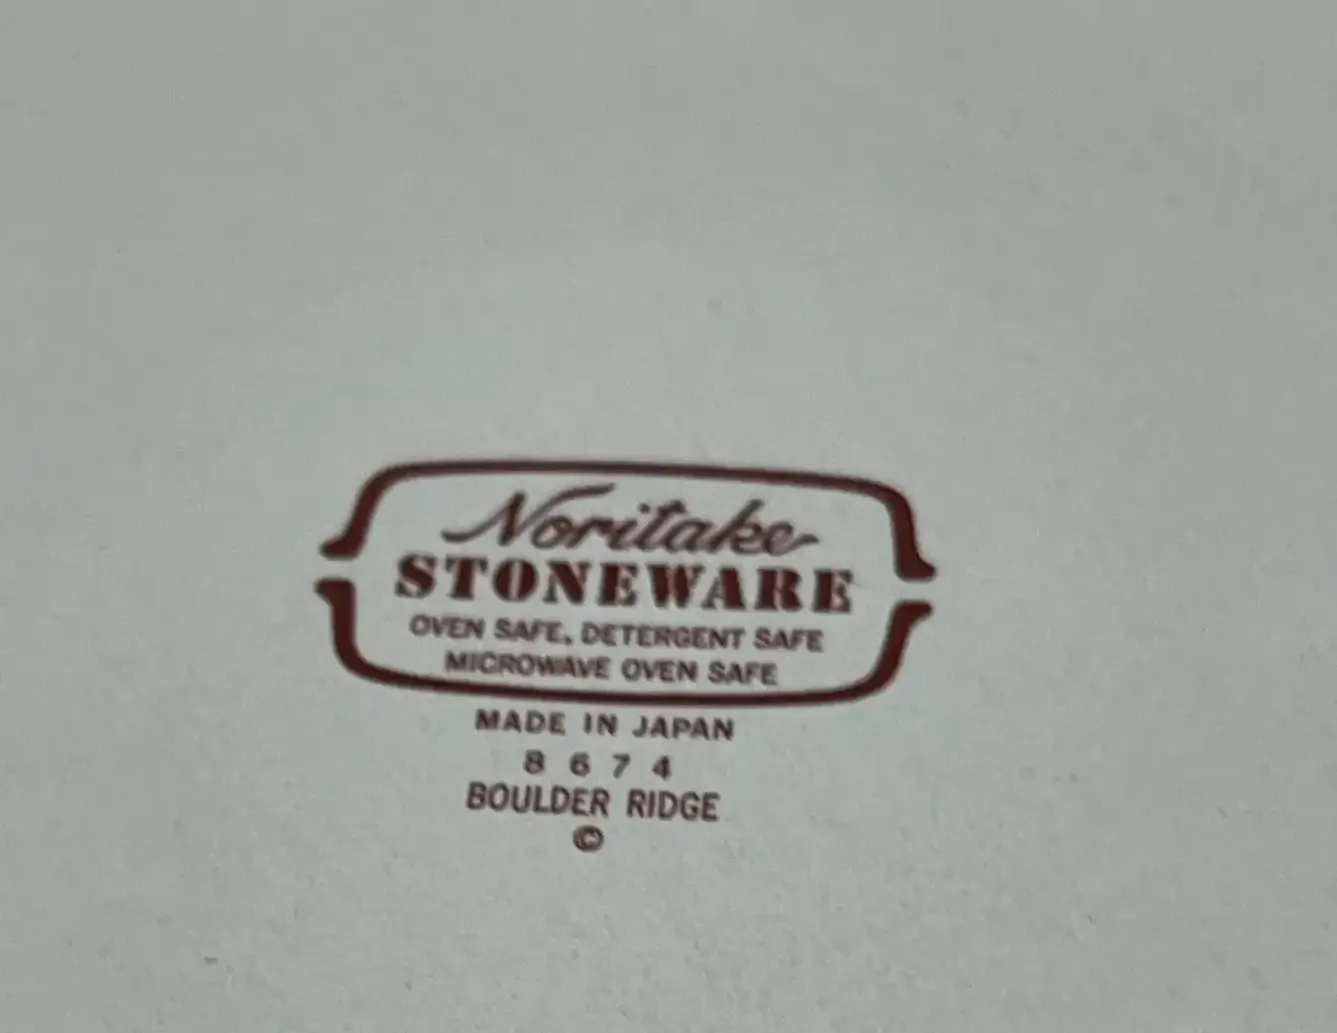 Noritake
STONEWARE
OVEN SAFE, DETERGENT SAFE
MICROWAVE OVEN SAFE
MADE IN JAPAN
8 6 7 4
BOULDER RIDGE
©